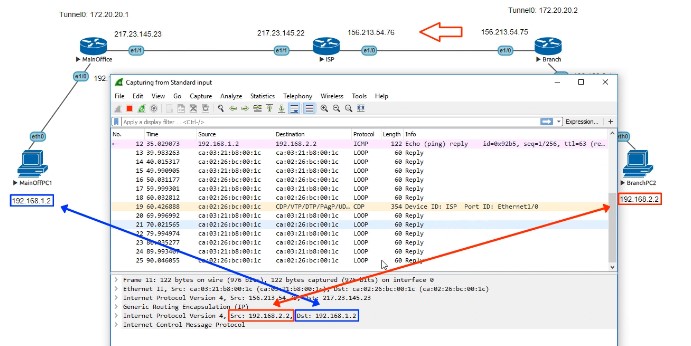 Tunnel0: 172.20.20.1
Tunnel0: 172.20.20.2
217.23.145.23
217.23.145.22
156.213.54.76
156.213.54.75
e1/1
e1/1
e1/0
e1/0
MainOffice
ISP
Branch
e1/0
192.
Capturing from Standard input
File Edit View Go Capture Analyze Statistics Telephony Wireless Tools Help
Apply a display filter ... <Ctrl-/>
Expression... +
No. Time Source Destination Protocol Length Info
12 35.029073 192.168.1.2 192.168.2.2 ICMP 122 Echo (ping) reply id=0x92b5, seq=1/256, ttl=63 (re...
13 39.983263 ca:03:21:b8:00:1c ca:03:21:b8:00:1c LOOP 60 Reply
14 40.015317 ca:02:26:bc:00:1c ca:02:26:bc:00:1c LOOP 60 Reply
15 49.990905 ca:03:21:b8:00:1c ca:03:21:b8:00:1c LOOP 60 Reply
16 50.031177 ca:02:26:bc:00:1c ca:02:26:bc:00:1c LOOP 60 Reply
17 59.999301 ca:03:21:b8:00:1c ca:03:21:b8:00:1c LOOP 60 Reply
18 60.032812 ca:02:26:bc:00:1c ca:02:26:bc:00:1c LOOP 60 Reply
19 60.426888 ca:02:26:bc:00:1c CDP/VTP/DTP/PAgP/UD... CDP 354 Device ID: ISP Port ID: Ethernet1/0
20 69.996992 ca:03:21:b8:00:1c ca:03:21:b8:00:1c LOOP 60 Reply
21 70.021565 ca:02:26:bc:00:1c ca:02:26:bc:00:1c LOOP 60 Reply
22 79.994974 ca:03:21:b8:00:1c ca:03:21:b8:00:1c LOOP 60 Reply
ca:02:26:bc:00:1c ca:02:26:bc:00:1c LOOP 60 Reply
24 ca:03:21:b8:00:1c ca:03:21:b8:00:1c LOOP 60 Reply
25 90.046055 ca:02:26:bc:00:1c ca:02:26:bc:00:1c LOOP 60 Reply
eth0
eth0
MainOffPC1
BranchPC2
192.168.1.2
192.168.2.2
Frame 11: 122 bytes on wire (976 bits), 122 bytes captured (976 bits) on interface 0
Ethernet II, Src: ca:03:21:b8:00:1c (ca:03:21:b8:00:1c), Dst: ca:02:26:bc:00:1c (ca:02:26:bc:00:1c)
Internet Protocol Version 4, Src: 156.213.54.75, Dst: 217.23.145.23
Generic Routing Encapsulation (IP)
Internet Protocol Version 4, Src: 192.168.2.2, Dst: 192.168.1.2
Internet Control Message Protocol